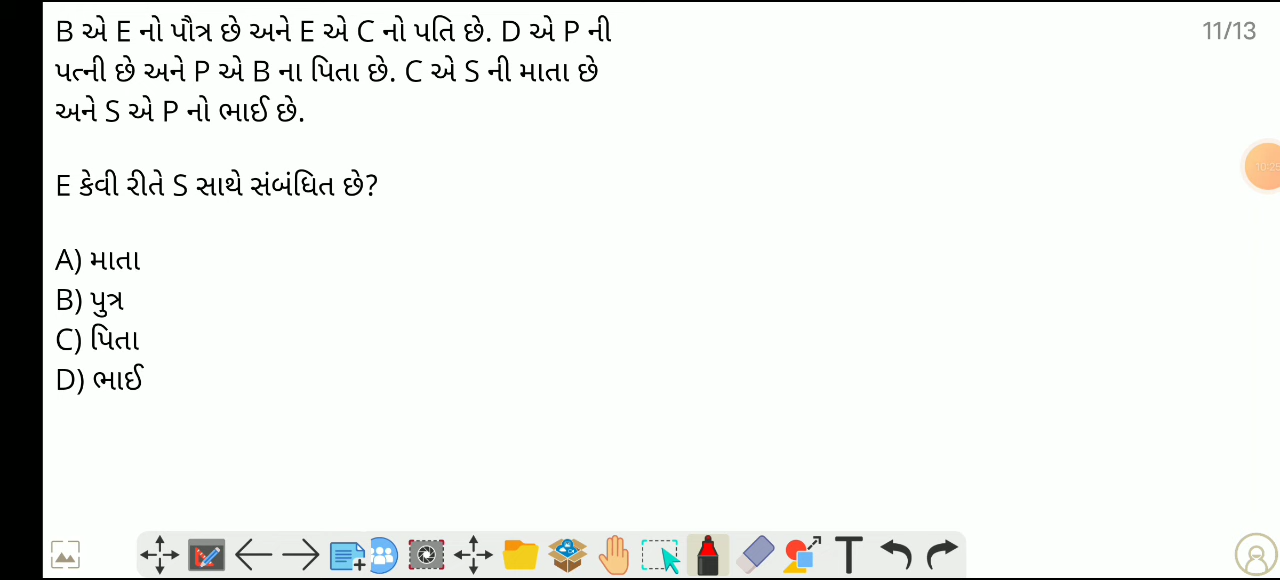 B એ E નો પૌત્ર છે અને E એ C નો પતિ છે. D એ P ની
11/13
પત્ની છે અને P એ B ના પિતા છે. C એ S ની માતા છે
અને S એ P નો ભાઈ છે.
E કેવી રીતે S સાથે સંબંધિત છે?
A) માતા
B) પુત્ર
C) પિતા
D) ભાઈ
T